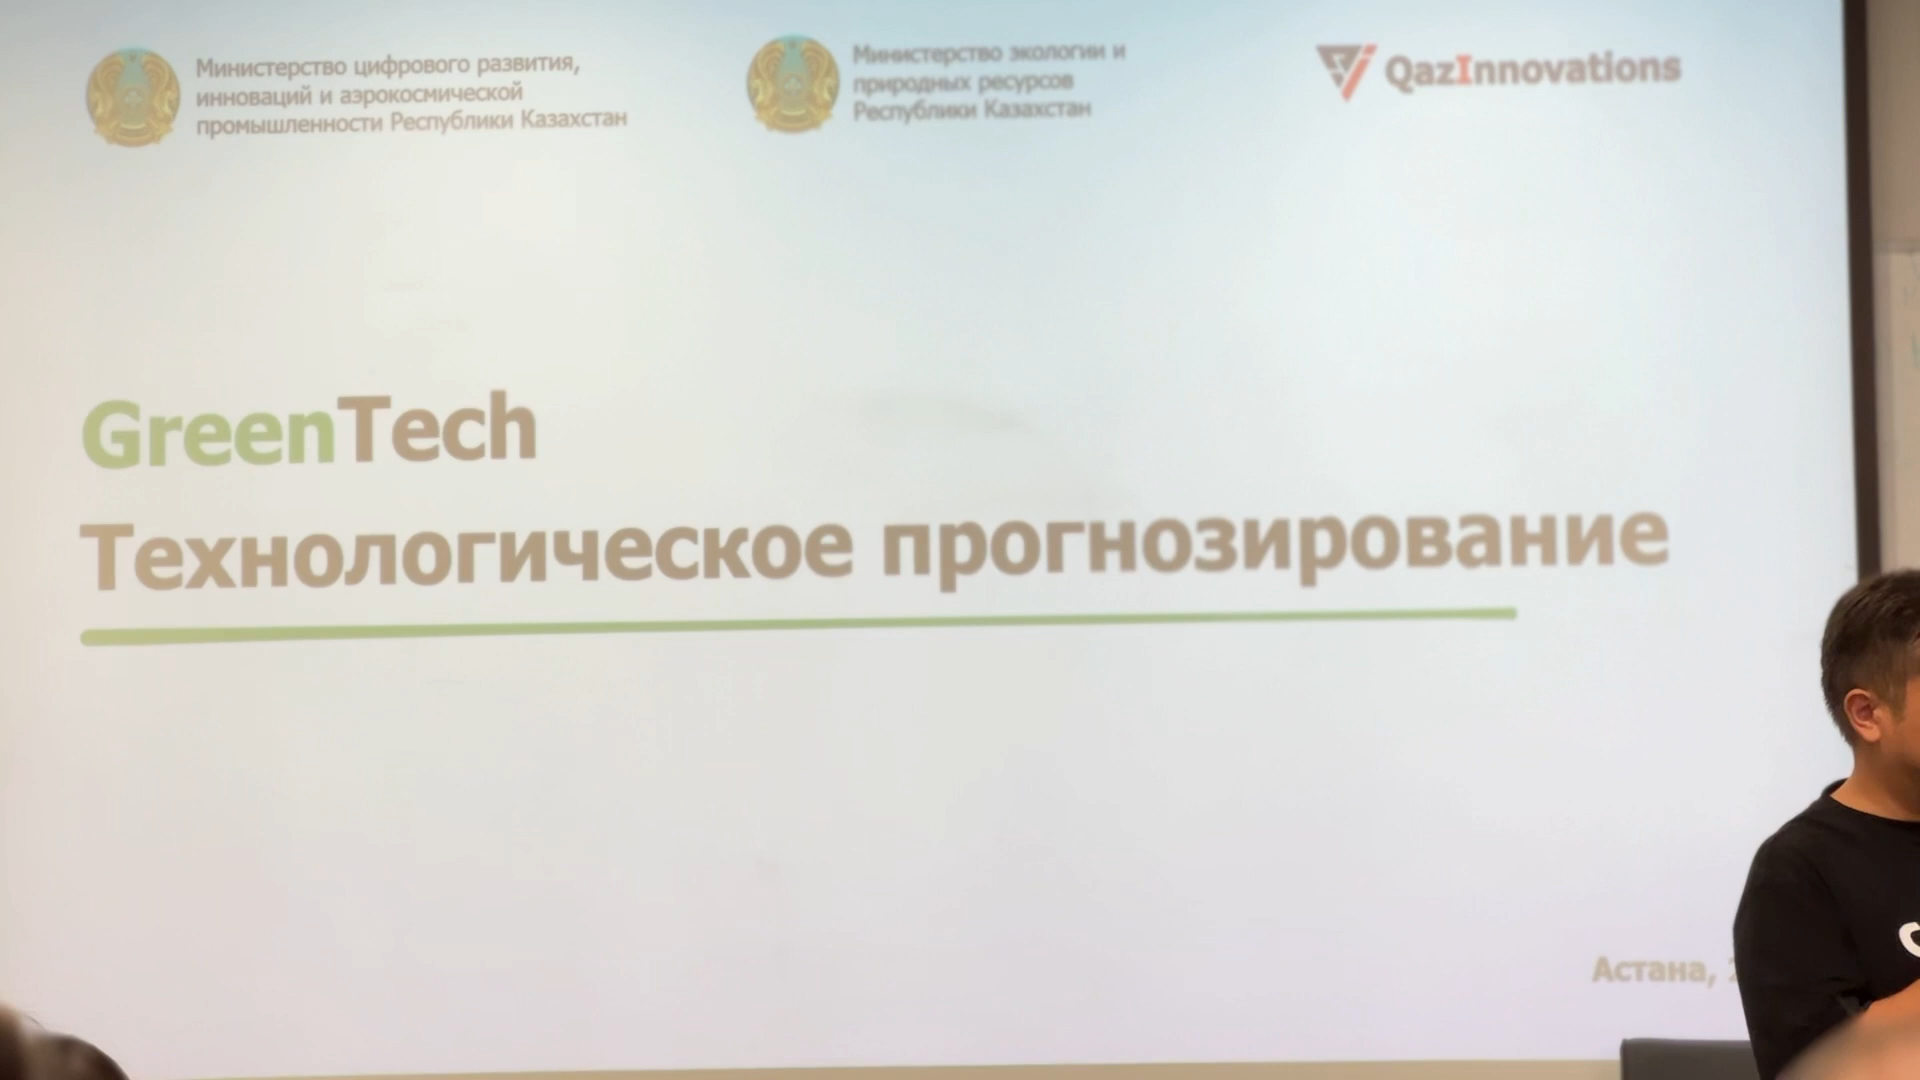 Министерство цифрового развития,
инноваций и аэрокосмической
промышленности Республики Казахстан
Министерство экологии и
природных ресурсов
Республики Казахстан
QazInnovations
GreenTech
Технологическое прогнозирование
Астана,